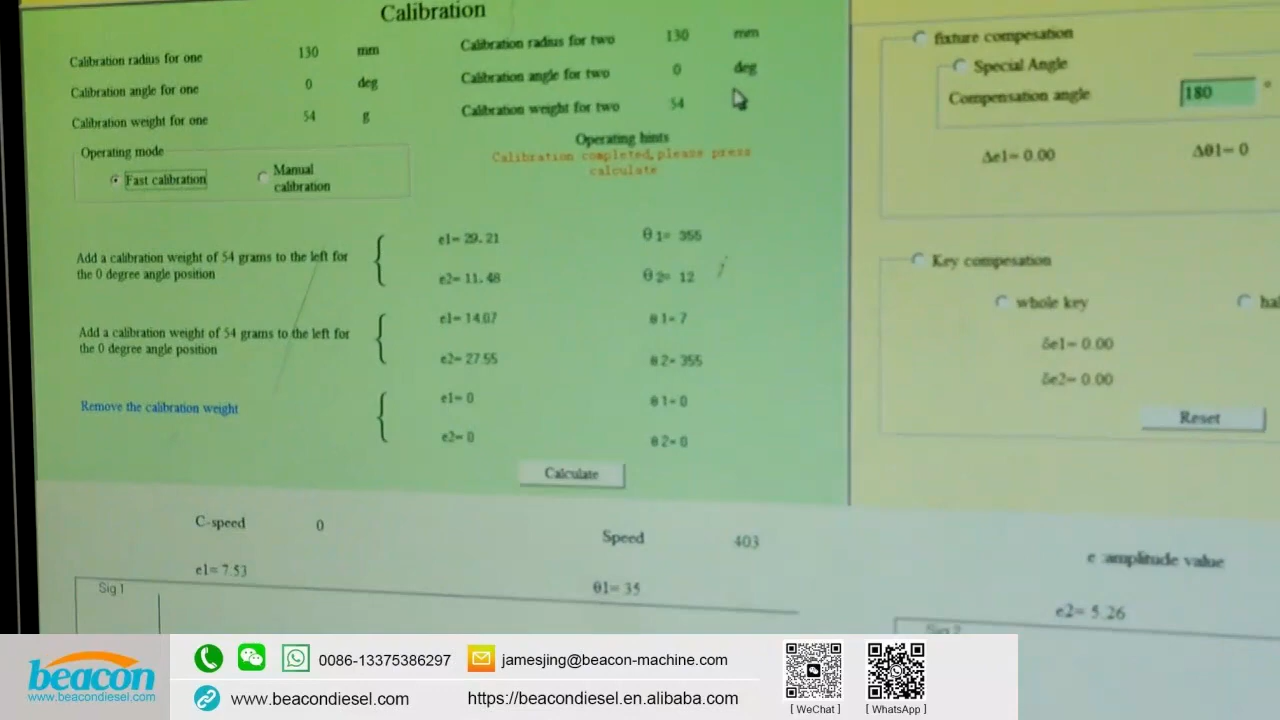 Calibration
Calibration radius for one 130 mm
Calibration radius for two 130 mm
Calibration angle for one 0 deg
Calibration angle for two 0 deg
Calibration weight for one 54 g
Calibration weight for two 54
Operating mode
Fast calibration
Manual
calibration
Operating hints
Calibration completed,please press
calculate
Add a calibration weight of 54 grams to the left for
the 0 degree angle position
e1= 29.21 θ1= 355
e2= 11.48 θ2= 12
Add a calibration weight of 54 grams to the left for
the 0 degree angle position
e1= 14.07 θ1= 7
e2= 27.55 θ2= 355
Remove the calibration weight
e1= 0 θ1= 0
e2= 0 θ2= 0
Calculate
fixture compesation
Special Angle
Compensation angle 180 °
Δe1= 0.00 Δθ1= 0
Key compesation
whole key
δe1= 0.00
δe2= 0.00
Reset
C-speed 0
Speed 403
e1= 7.53
θ1= 35
e amplitude value
e2= 5.26
Sig 1
Sig 2
beacon
www.beacondiesel.com
0086-13375386297
jamesjing@beacon-machine.com
www.beacondiesel.com
https://beacondiesel.en.alibaba.com
[ WeChat ]
[ WhatsApp ]